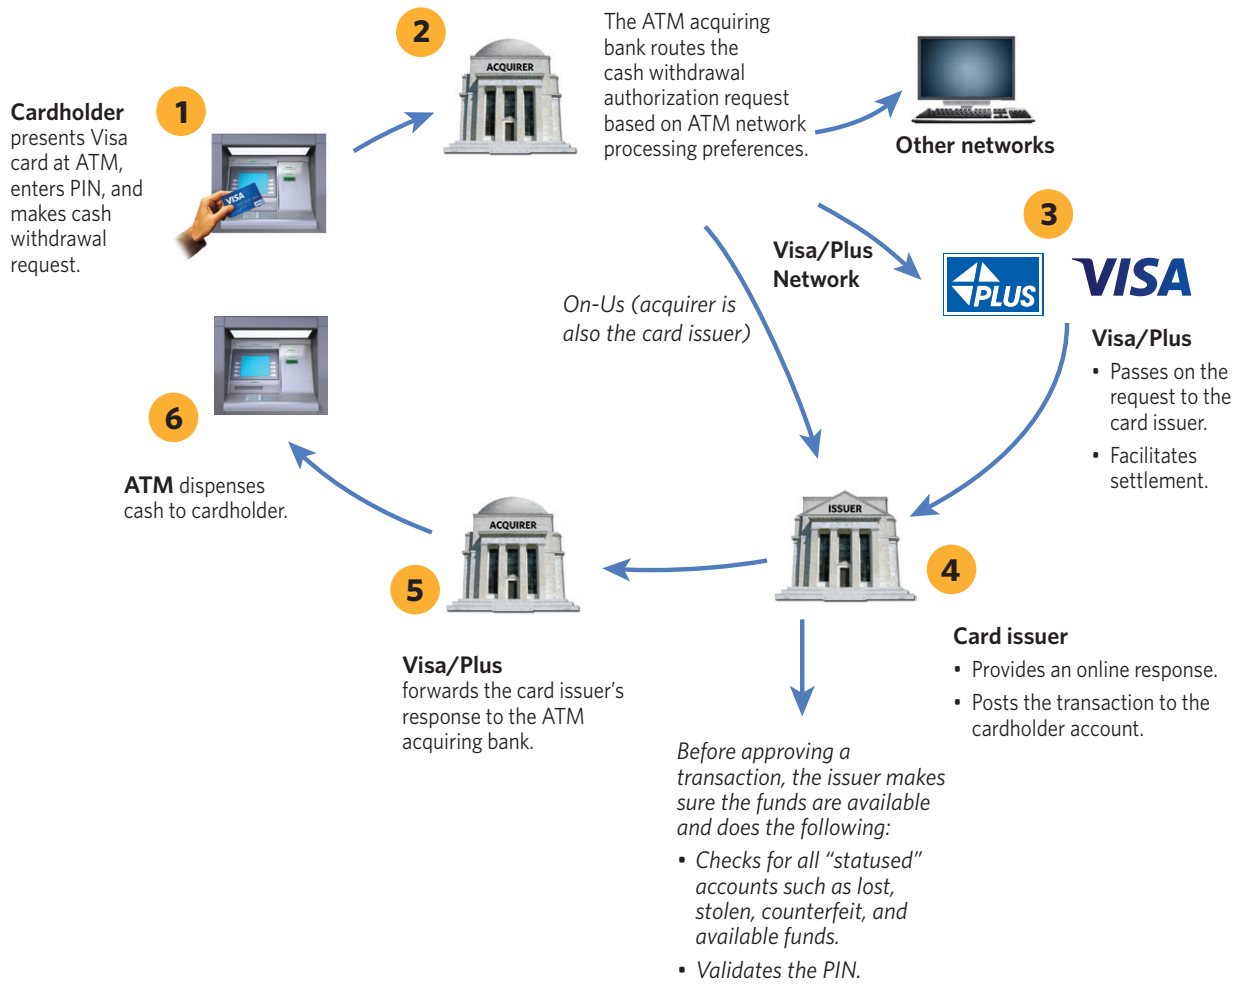 1
Cardholder
presents Visa
card at ATM,
enters PIN, and
makes cash
withdrawal
request.
VISA
2
ACQUIRER
The ATM acquiring
bank routes the
cash withdrawal
authorization request
based on ATM network
processing preferences.
Other networks
Visa/Plus
Network
On-Us (acquirer is
also the card issuer)
3
PLUS
VISA
Visa/Plus
• Passes on the
request to the
card issuer.
• Facilitates
settlement.
ISSUER
4
Card issuer
• Provides an online response.
• Posts the transaction to the
cardholder account.
Before approving a
transaction, the issuer makes
sure the funds are available
and does the following:
• Checks for all “statused”
accounts such as lost,
stolen, counterfeit, and
available funds.
• Validates the PIN.
ACQUIRER
5
Visa/Plus
forwards the card issuer’s
response to the ATM
acquiring bank.
6
ATM dispenses
cash to cardholder.